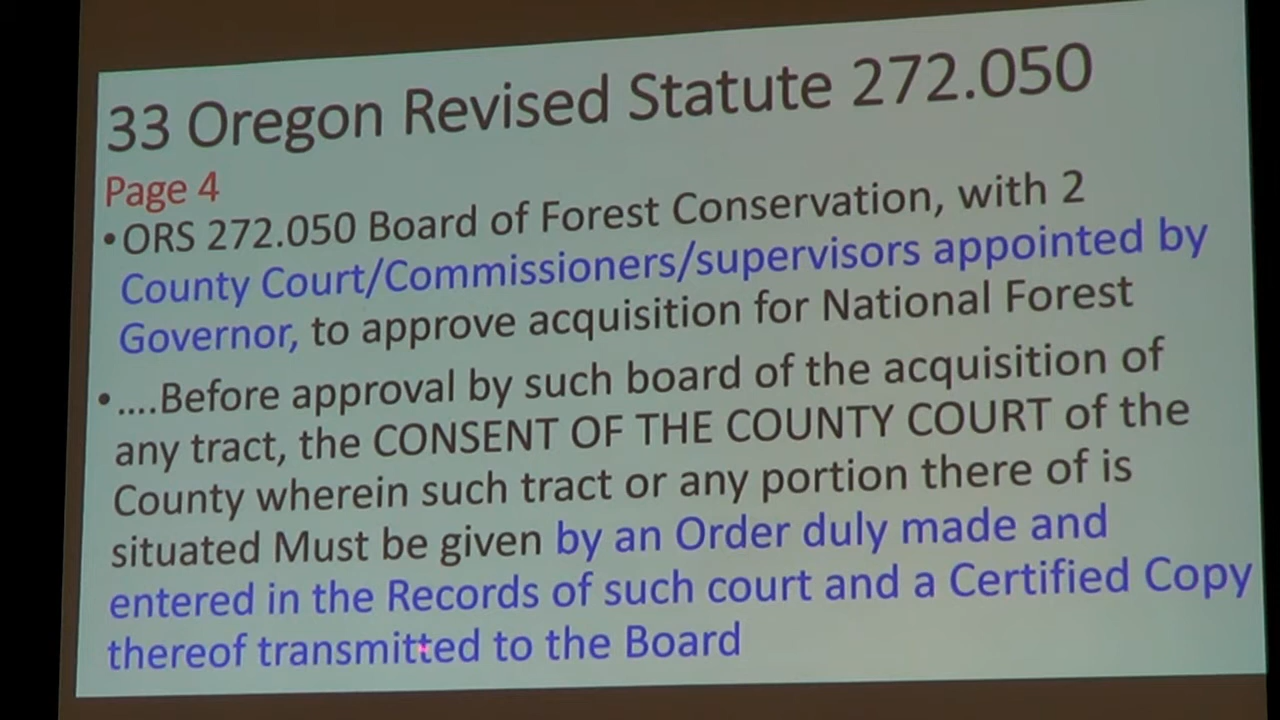 33 Oregon Revised Statute 272.050
Page 4
•ORS 272.050 Board of Forest Conservation, with 2
County Court/Commissioners/supervisors appointed by
Governor, to approve acquisition for National Forest
•....Before approval by such board of the acquisition of
any tract, the CONSENT OF THE COUNTY COURT of the
County wherein such tract or any portion there of is
situated Must be given by an Order duly made and
entered in the Records of such court and a Certified Copy
thereof transmitted to the Board